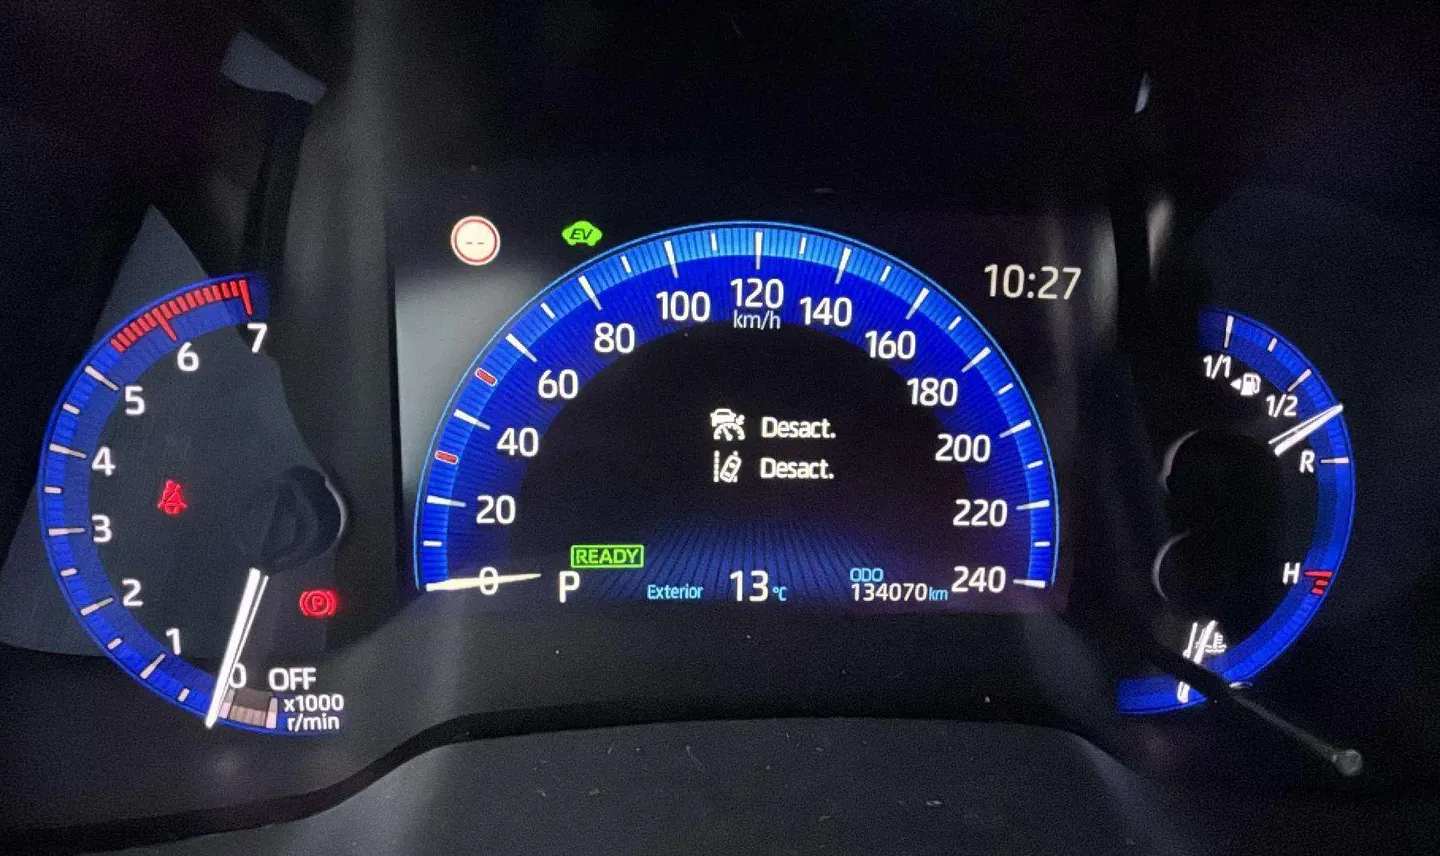 EV
--
10:27
7
6
5
4
3
2
1
0
OFF
x1000
r/min
P
0
20
40
60
80
100
120
km/h
140
160
180
200
220
240
Desact.
Desact.
READY
P
Exterior 13°C
ODO
134070km
1/1
1/2
R
H